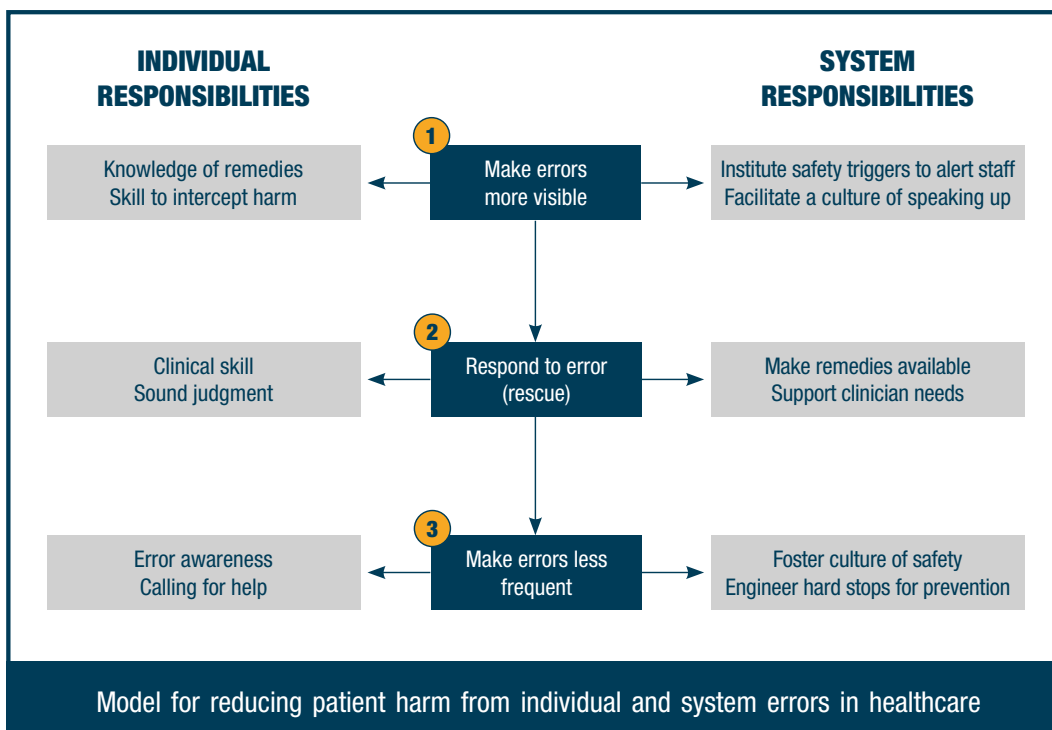 INDIVIDUAL
RESPONSIBILITIES
SYSTEM
RESPONSIBILITIES
Knowledge of remedies
Skill to intercept harm
1
Make errors
more visible
Institute safety triggers to alert staff
Facilitate a culture of speaking up
Clinical skill
Sound judgment
2
Respond to error
(rescue)
Make remedies available
Support clinician needs
Error awareness
Calling for help
3
Make errors less
frequent
Foster culture of safety
Engineer hard stops for prevention
Model for reducing patient harm from individual and system errors in healthcare